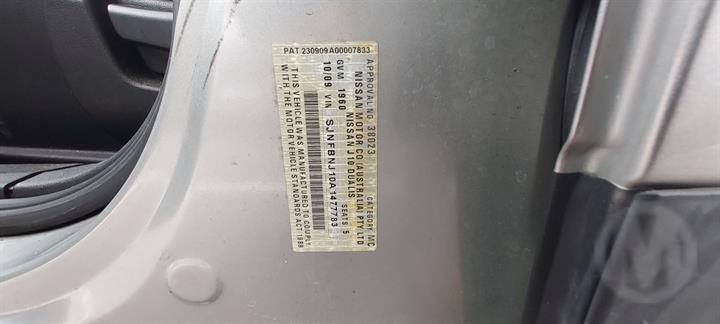 PAT 230909A00007833
APPROVAL NO. 38023 CATEGORY MC
NISSAN MOTOR CO (AUSTRALIA) PTY LTD
NISSAN J10 DUALIS
GVM 1960 SEATS 5
10/09 VIN SJNFBNJ10A1477783
THIS VEHICLE WAS MANUFACTURED TO COMPLY
WITH THE MOTOR VEHICLE STANDARDS ACT 1989
M